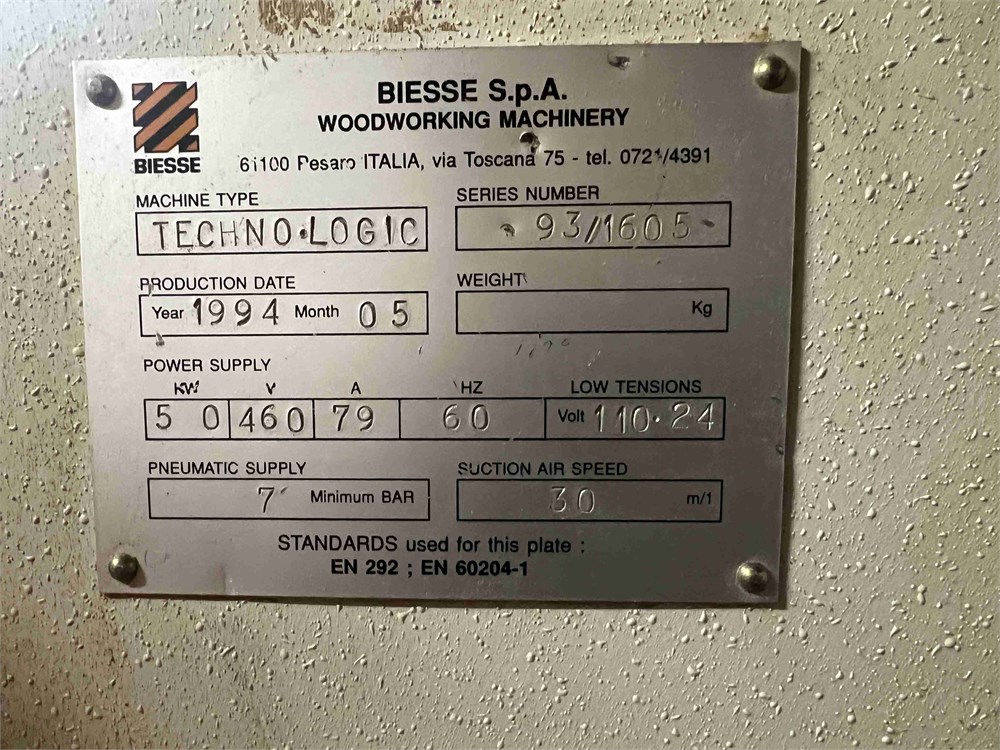 BIESSE S.p.A.
WOODWORKING MACHINERY
BIESSE
61100 Pesaro ITALIA, via Toscana 75 - tel. 0721/4391
MACHINE TYPE
TECHNO·LOGIC
SERIES NUMBER
93/1605
PRODUCTION DATE
Year 1994 Month 05
WEIGHT
Kg
POWER SUPPLY
KW V A HZ LOW TENSIONS
50 460 79 60 Volt 110·24
PNEUMATIC SUPPLY
7 Minimum BAR
SUCTION AIR SPEED
30 m/1
STANDARDS used for this plate :
EN 292 ; EN 60204-1